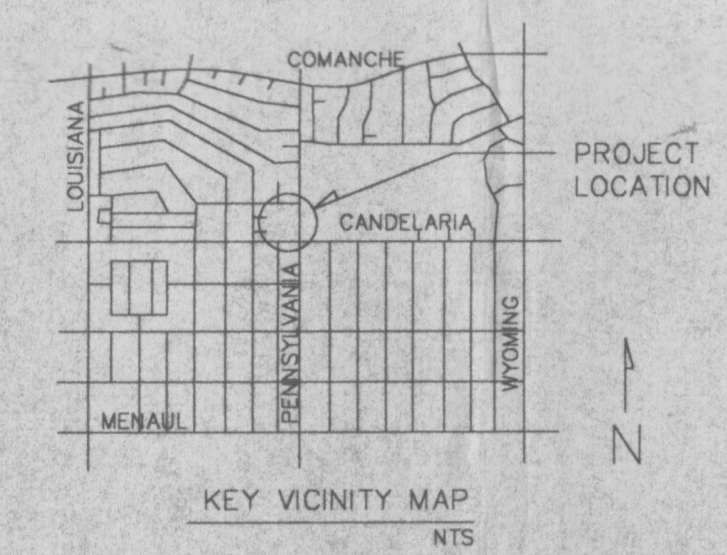 COMANCHE
LOUISIANA
PROJECT
LOCATION
CANDELARIA
PENNSYLVANIA
WYOMING
MENAUL
N
KEY VICINITY MAP
NTS